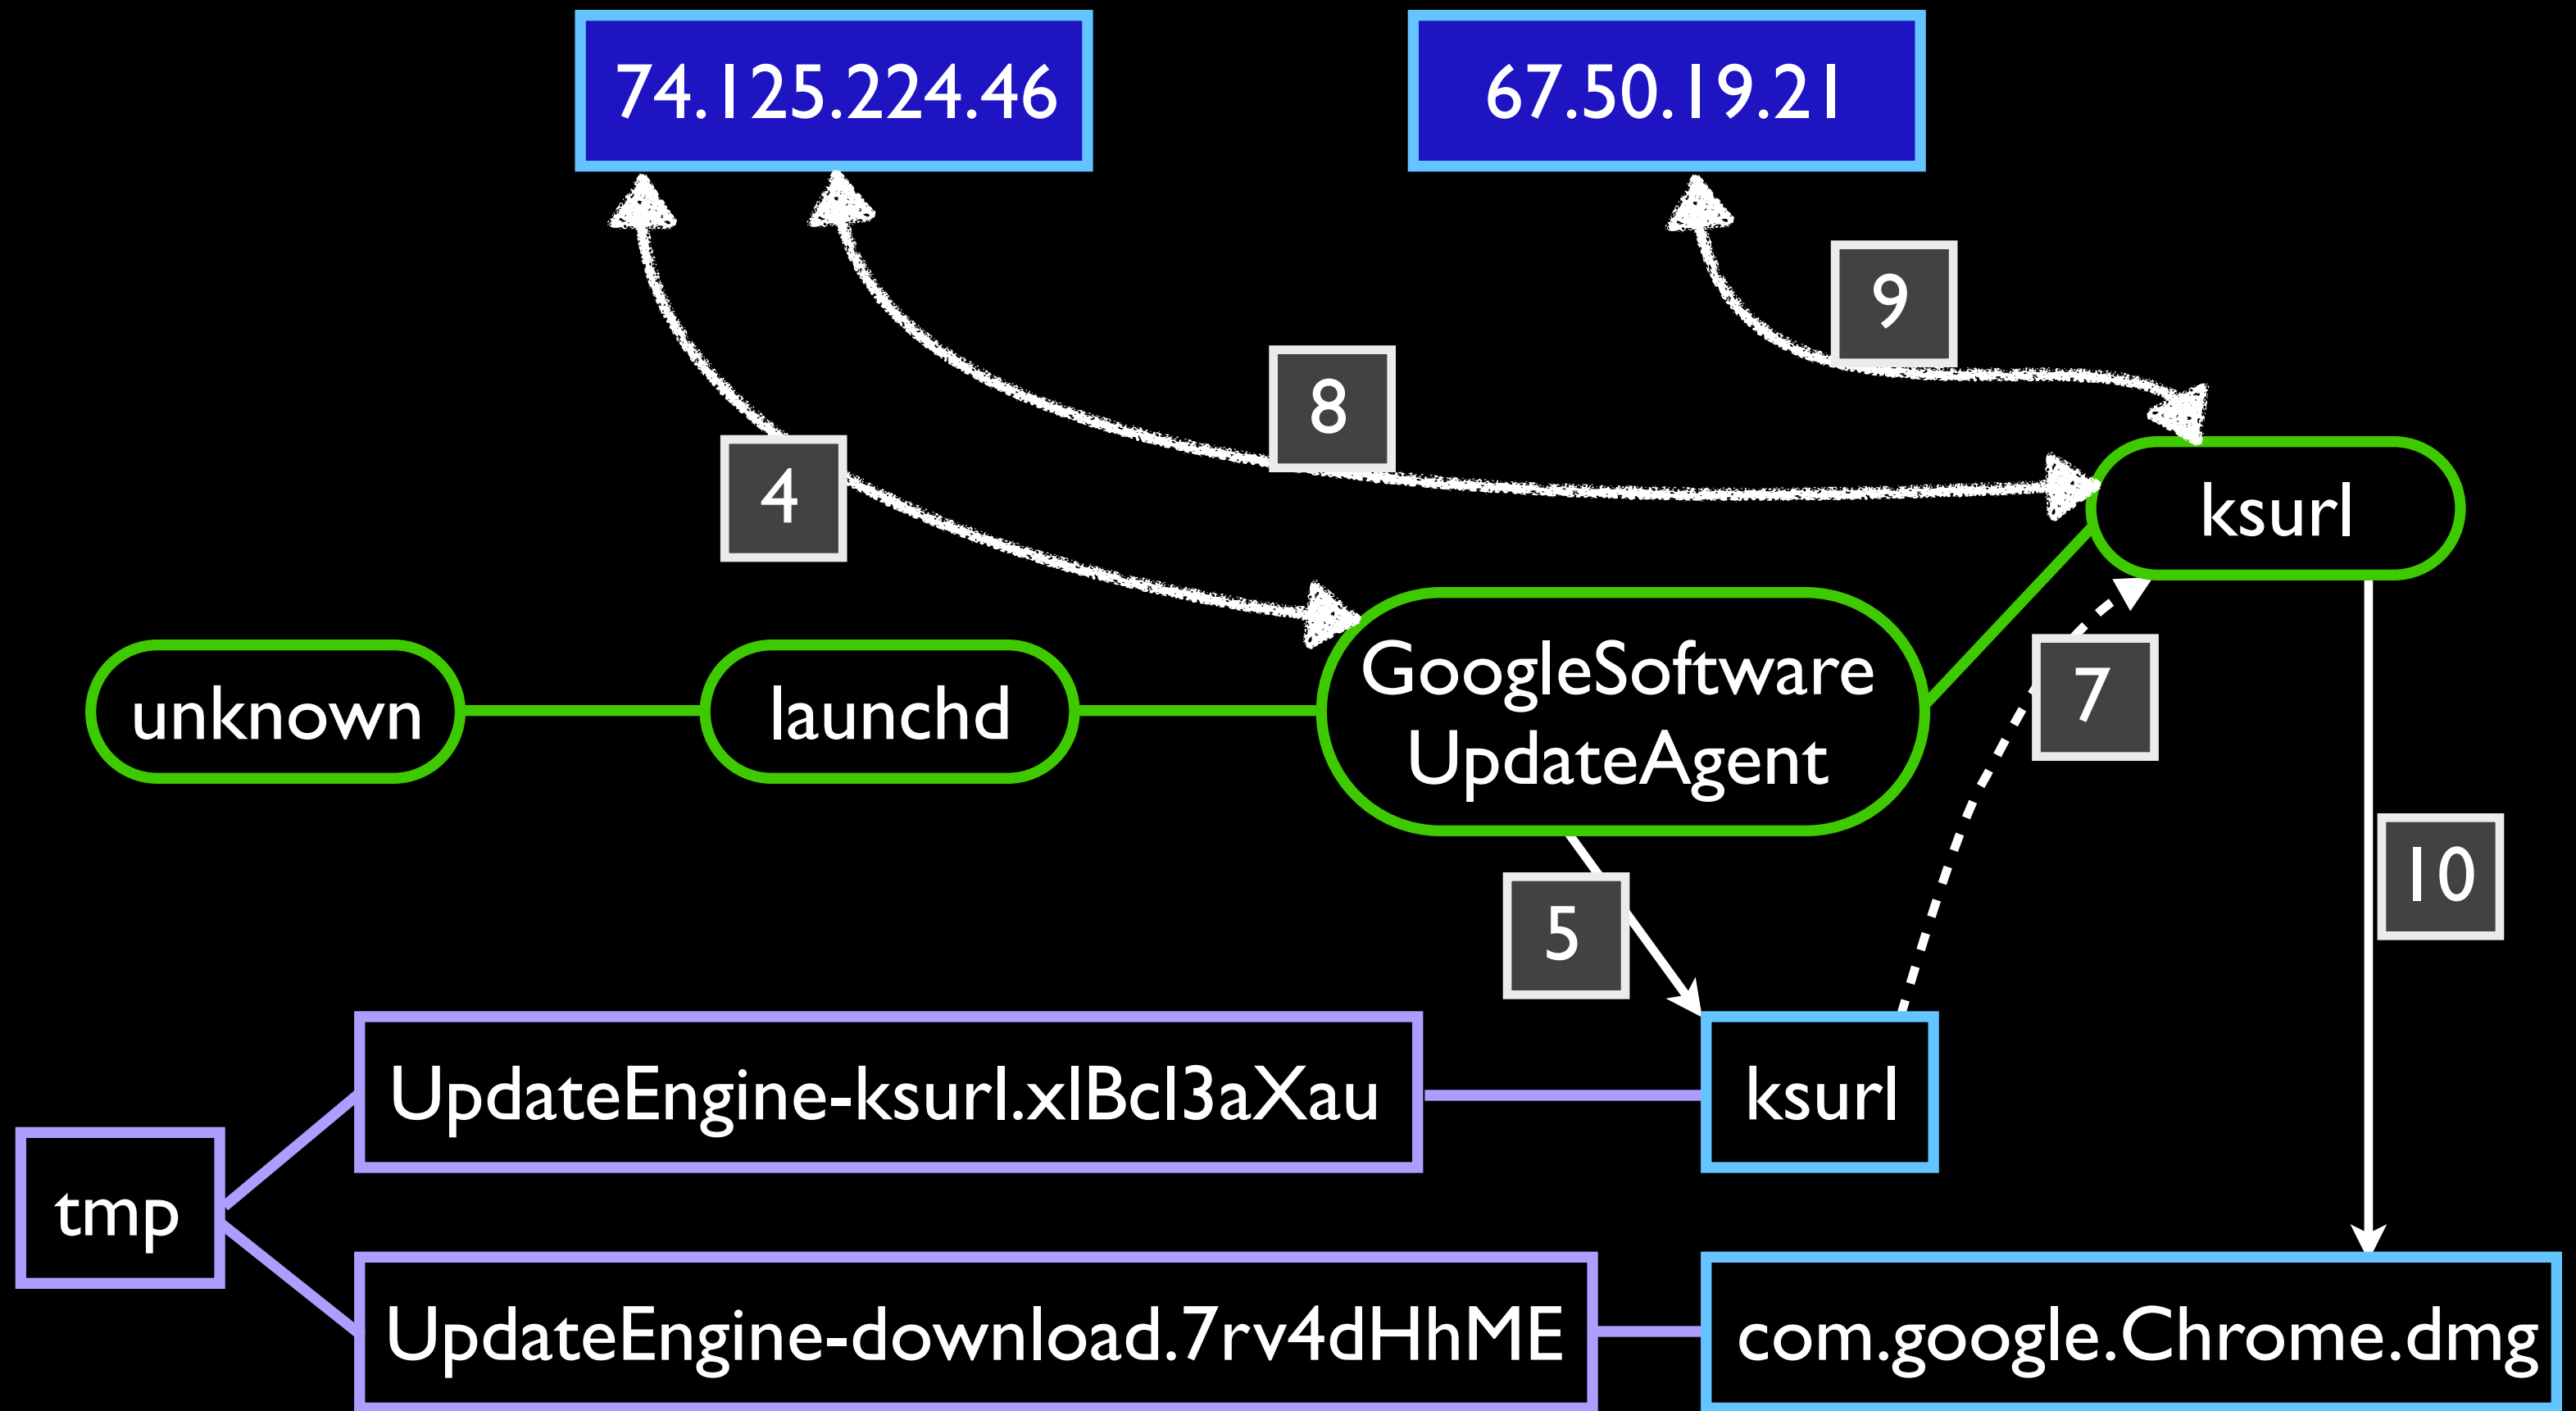 74.125.224.46
67.50.19.21
9
8
4
ksurl
GoogleSoftware
UpdateAgent
unknown
launchd
7
10
5
UpdateEngine-ksurl.xlBcl3aXau
ksurl
tmp
UpdateEngine-download.7rv4dHhME
com.google.Chrome.dmg